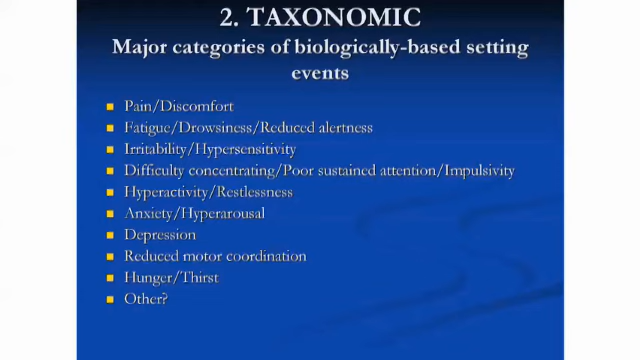 2. TAXONOMIC
Major categories of biologically-based setting
events
Pain/Discomfort
Fatigue/Drowsiness/Reduced alertness
Irritability/Hypersensitivity
Difficulty concentrating/Poor sustained attention/Impulsivity
Hyperactivity/Restlessness
Anxiety/Hyperarousal
Depression
Reduced motor coordination
Hunger/Thirst
Other?